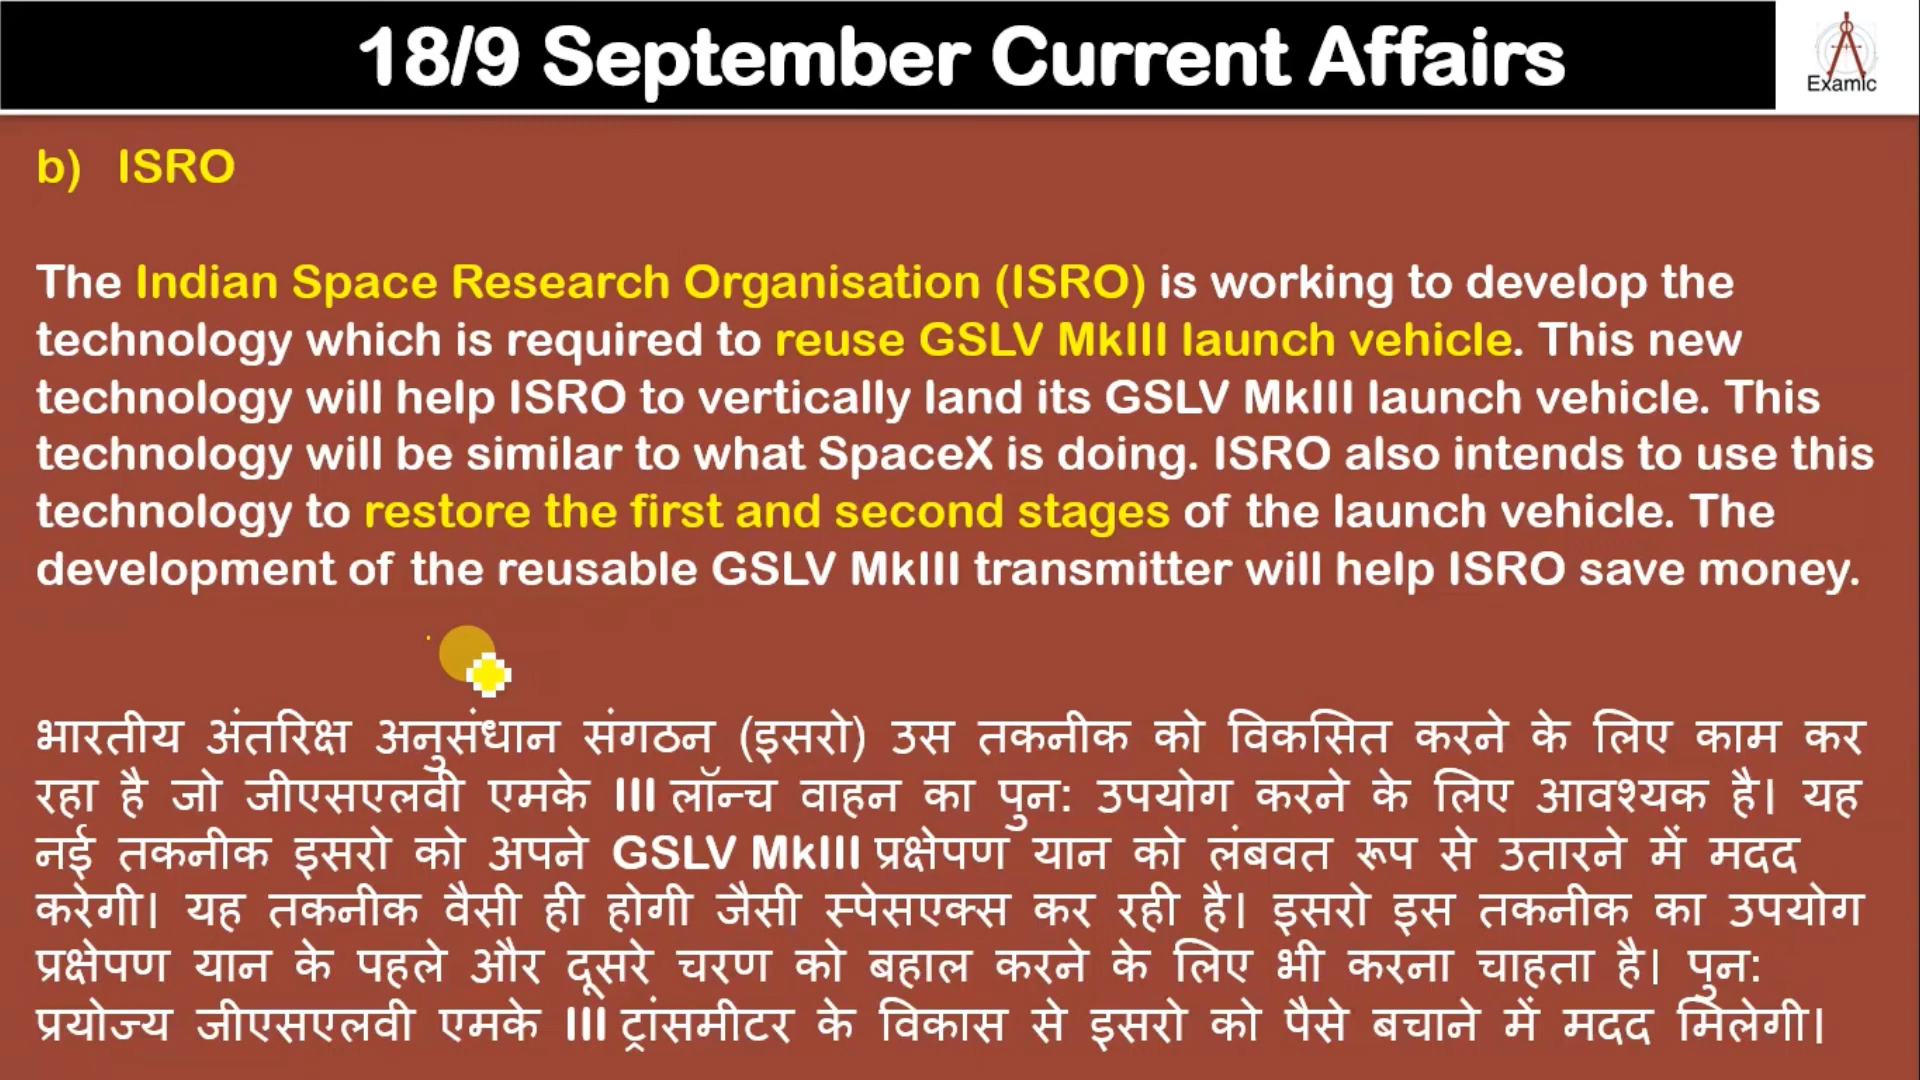 18/9 September Current Affairs
Examic
b) ISRO
The Indian Space Research Organisation (ISRO) is working to develop the
technology which is required to reuse GSLV MkIII launch vehicle. This new
technology will help ISRO to vertically land its GSLV MkIII launch vehicle. This
technology will be similar to what SpaceX is doing. ISRO also intends to use this
technology to restore the first and second stages of the launch vehicle. The
development of the reusable GSLV MkIII transmitter will help ISRO save money.
भारतीय अंतरिक्ष अनुसंधान संगठन (इसरो) उस तकनीक को विकसित करने के लिए काम कर
रहा है जो जीएसएलवी एमके III लॉन्च वाहन का पुन: उपयोग करने के लिए आवश्यक है। यह
नई तकनीक इसरो को अपने GSLV MkIII प्रक्षेपण यान को लंबवत रूप से उतारने में मदद
करेगी। यह तकनीक वैसी ही होगी जैसी स्पेसएक्स कर रही है। इसरो इस तकनीक का उपयोग
प्रक्षेपण यान के पहले और दूसरे चरण को बहाल करने के लिए भी करना चाहता है। पुन:
प्रयोज्य जीएसएलवी एमके III ट्रांसमीटर के विकास से इसरो को पैसे बचाने में मदद मिलेगी।